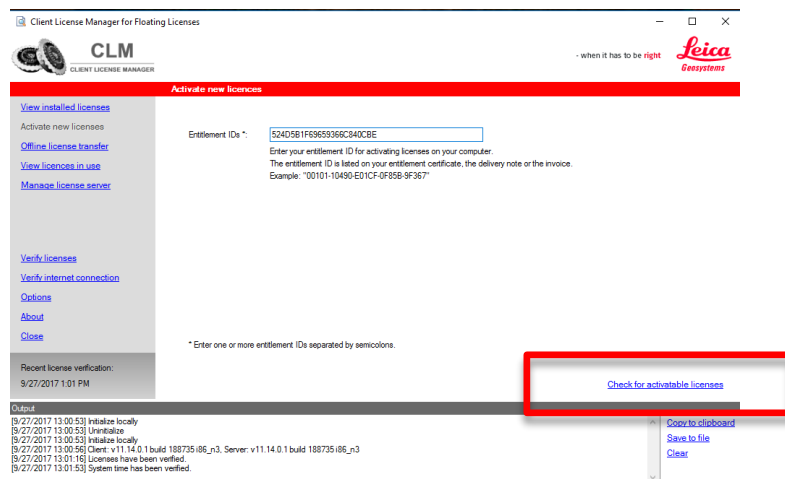 Client License Manager for Floating Licenses
CLM
CLIENT LICENSE MANAGER
- when it has to be right
Leica
Geosystems
Activate new licences
View installed licenses
Activate new licenses
Offline license transfer
View licences in use
Manage license server
Entitlement IDs *:
524D5B1F69659366C840CBE
Enter your entitlement ID for activating licenses on your computer.
The entitlement ID is listed on your entitlement certificate, the delivery note or the invoice.
Example: "00101-10490-E01CF-0F85B-9F367"
Verify licenses
Verify internet connection
Options
About
Close
* Enter one or more entitlement IDs separated by semicolons.
Recent license verification:
9/27/2017 1:01 PM
Check for activatable licenses
Output
[9/27/2017 13:00:53] Initialize locally
[9/27/2017 13:00:53] Uninitialize
[9/27/2017 13:00:53] Initialize locally
[9/27/2017 13:00:56] Client: v11.14.0.1 build 188735 i86_n3, Server: v11.14.0.1 build 188735 i86_n3
[9/27/2017 13:01:16] Licenses have been verified.
[9/27/2017 13:01:53] System time has been verified.
Copy to clipboard
Save to file
Clear